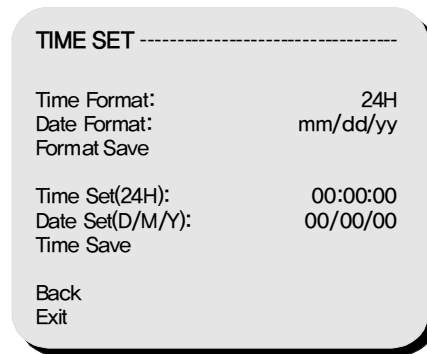 TIME SET -----------------------------------
Time Format: 24H
Date Format: mm/dd/yy
Format Save
Time Set(24H): 00:00:00
Date Set(D/M/Y): 00/00/00
Time Save
Back
Exit